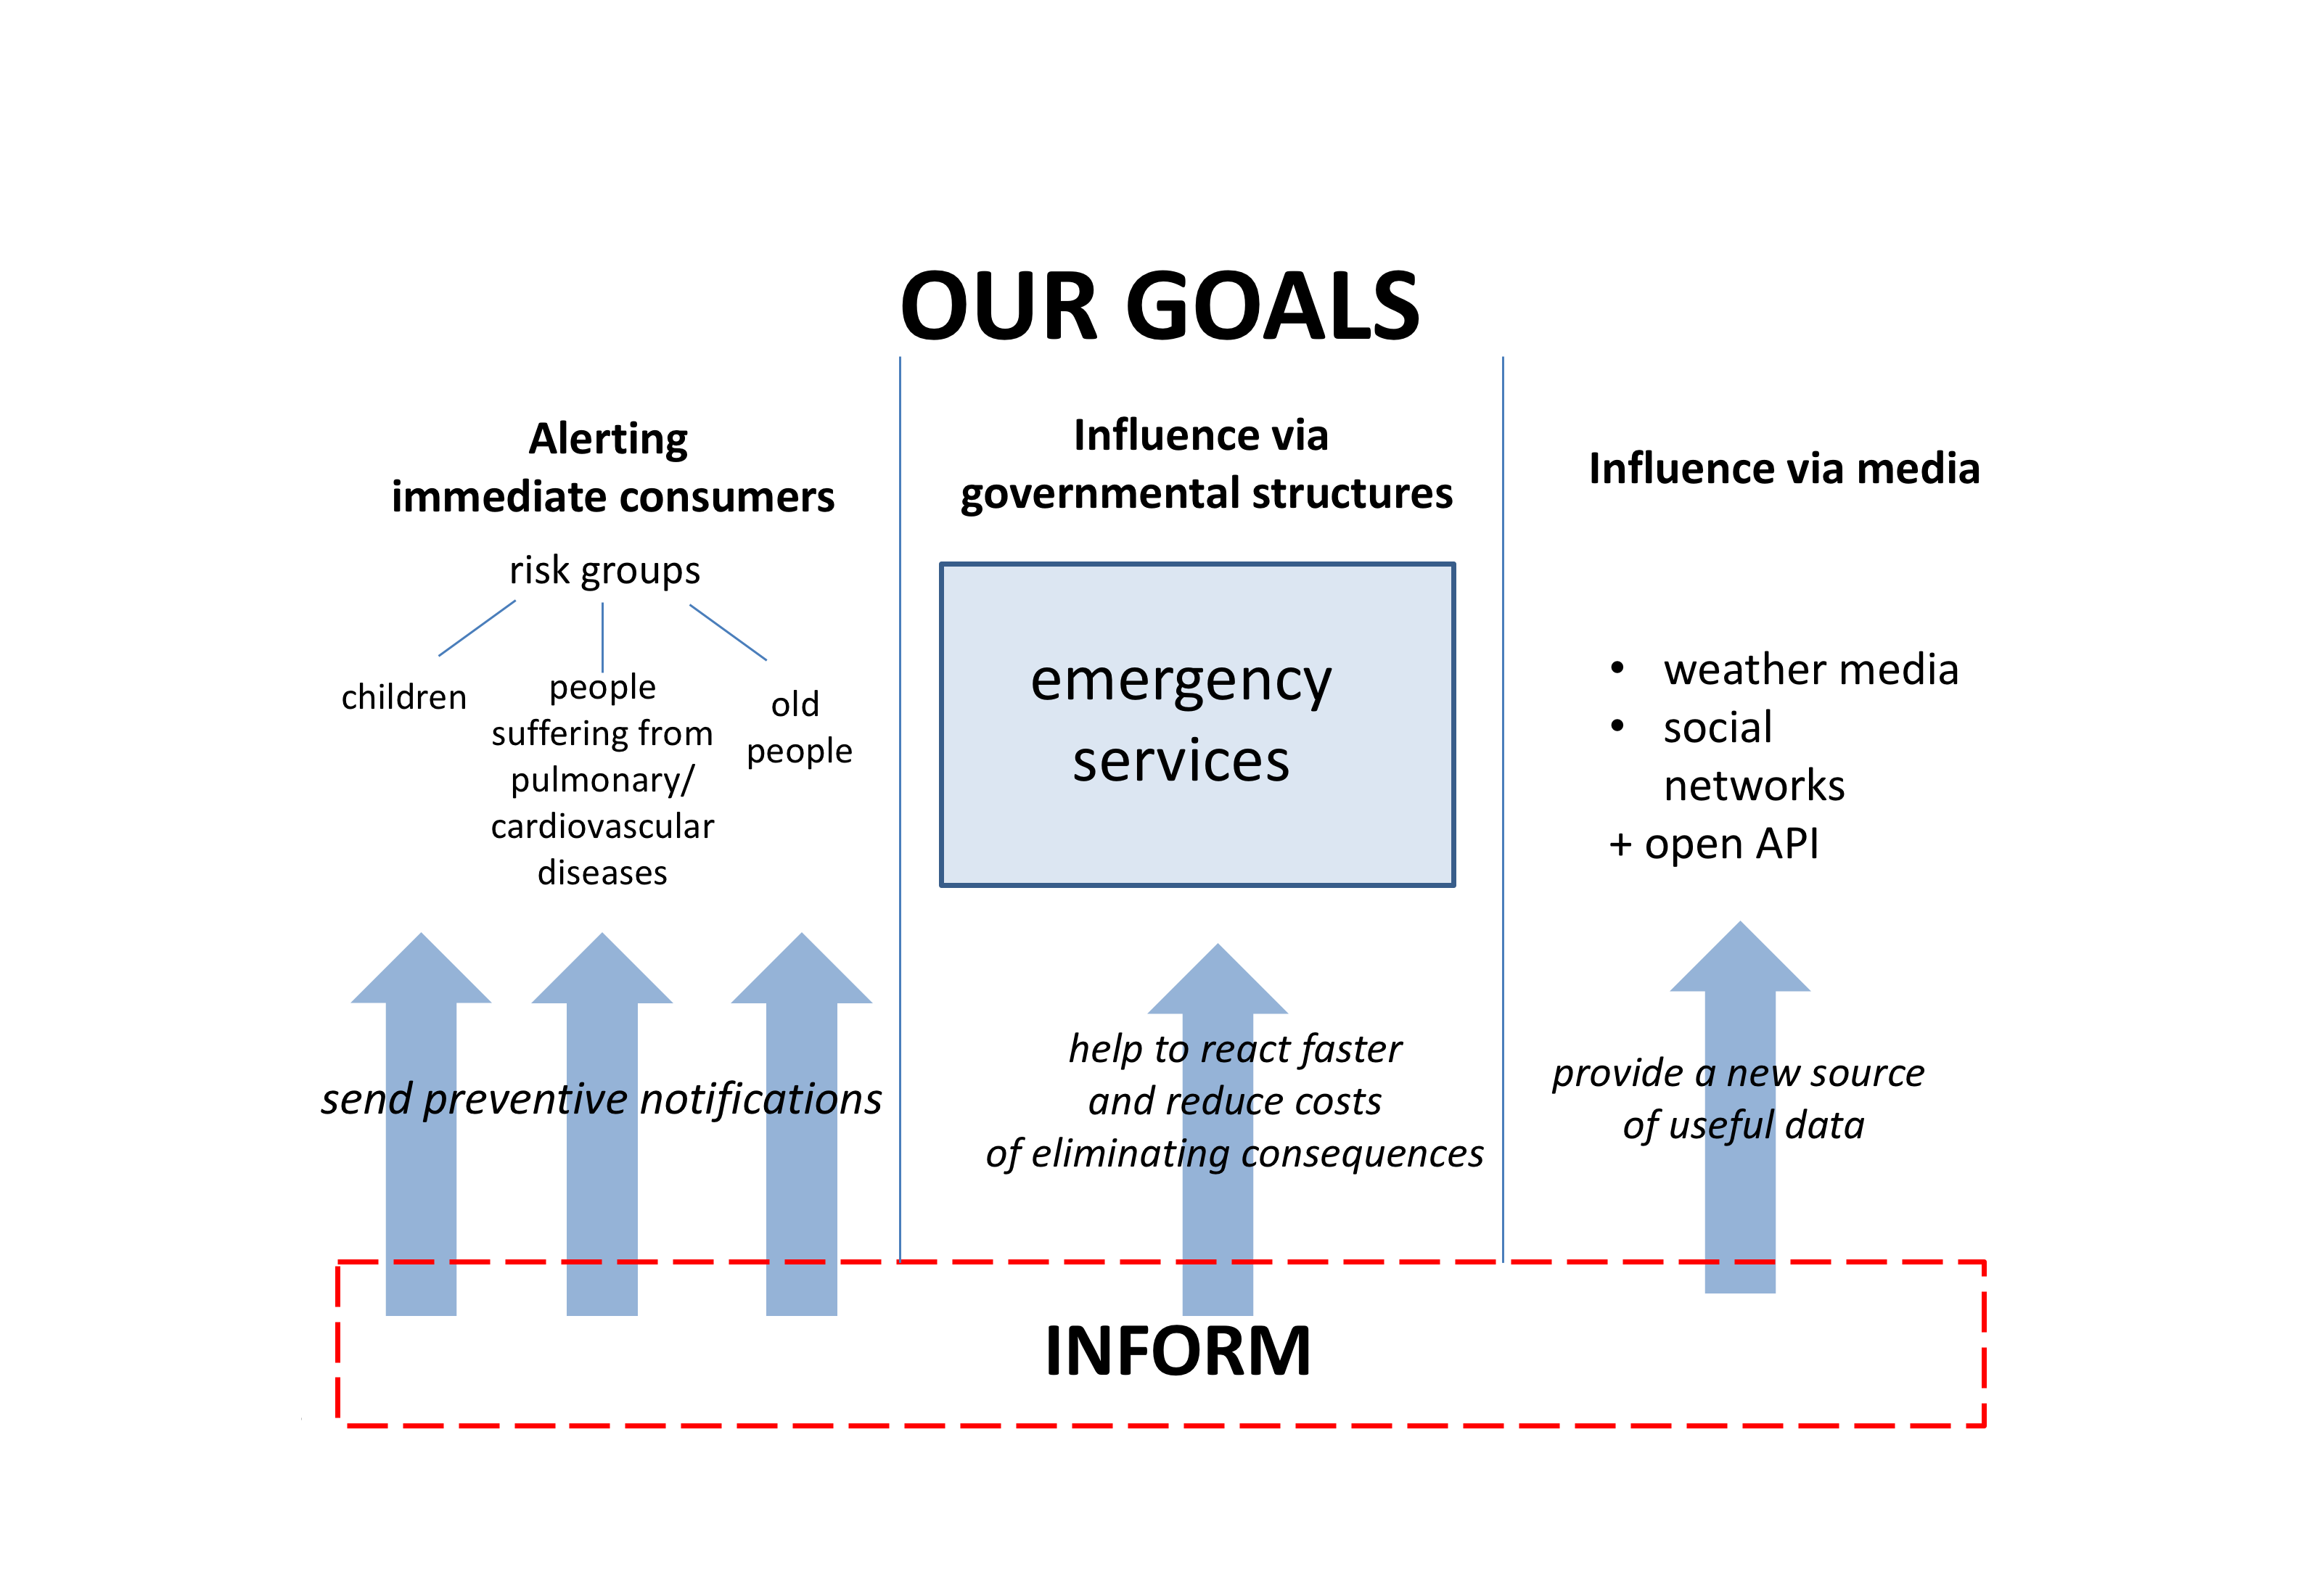 OUR GOALS
Alerting
immediate consumers
risk groups
children
people
suffering from
pulmonary/
cardiovascular
diseases
old
people
send preventive notifications
Influence via
governmental structures
emergency
services
help to react faster
and reduce costs
of eliminating consequences
Influence via media
• weather media
• social
networks
+ open API
provide a new source
of useful data
INFORM